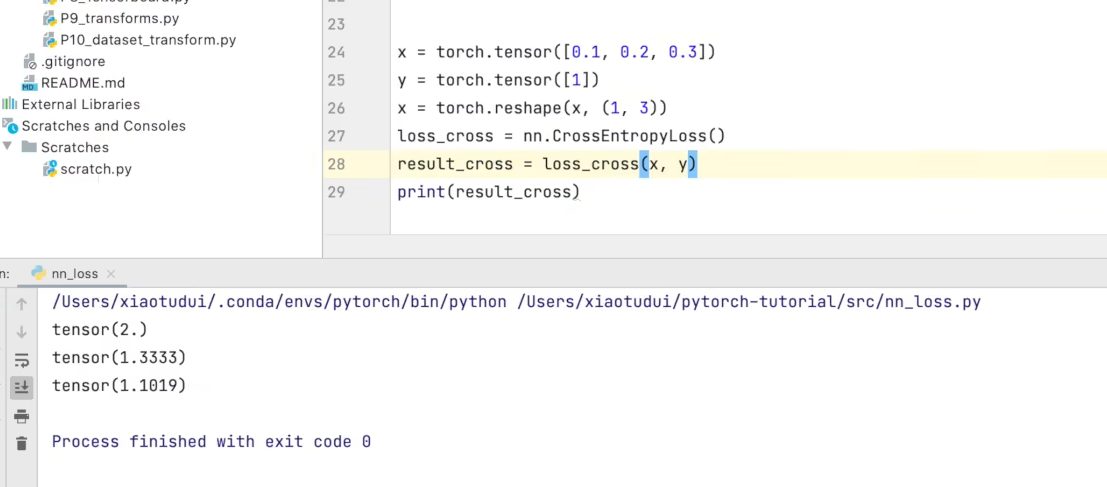 P9_transforms.py
P10_dataset_transform.py
.gitignore
MD README.md
External Libraries
Scratches and Consoles
Scratches
scratch.py
23
24 x = torch.tensor([0.1, 0.2, 0.3])
25 y = torch.tensor([1])
26 x = torch.reshape(x, (1, 3))
27 loss_cross = nn.CrossEntropyLoss()
28 result_cross = loss_cross(x, y)
29 print(result_cross)
n: nn_loss
/Users/xiaotudui/.conda/envs/pytorch/bin/python /Users/xiaotudui/pytorch-tutorial/src/nn_loss.py
tensor(2.)
tensor(1.3333)
tensor(1.1019)
Process finished with exit code 0